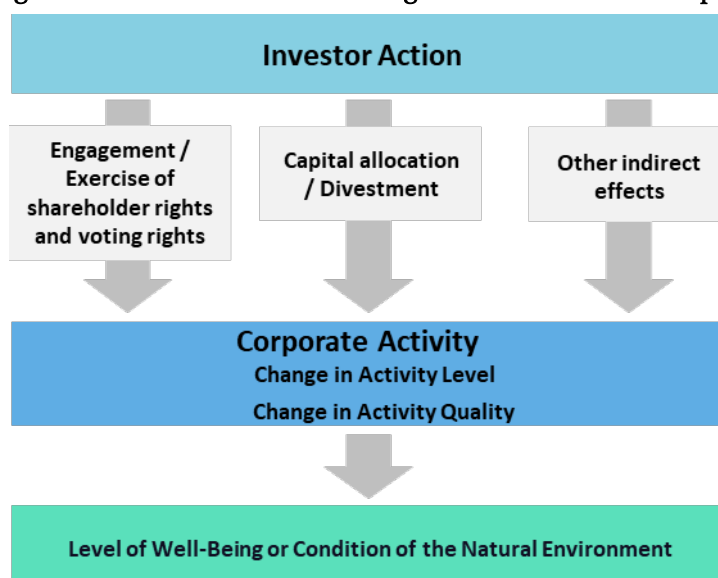 Investor Action
Engagement /
Exercise of
shareholder rights
and voting rights
Capital allocation
/ Divestment
Other indirect
effects
Corporate Activity
Change in Activity Level
Change in Activity Quality
Level of Well-Being or Condition of the Natural Environment